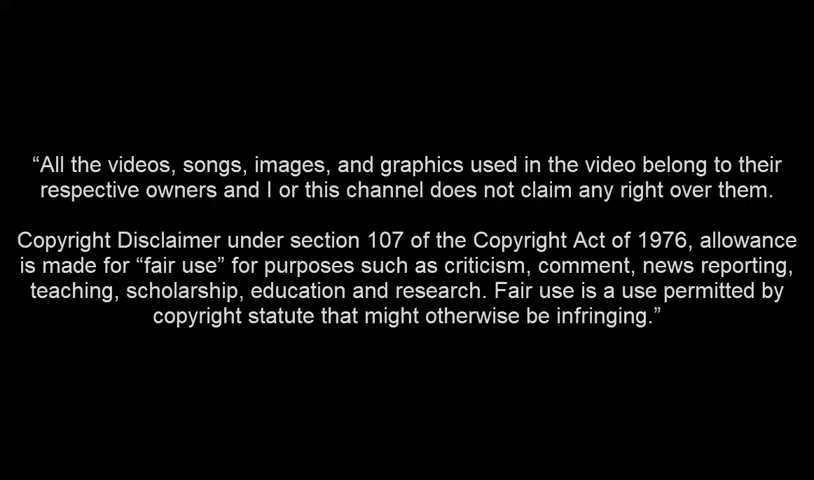 “All the videos, songs, images, and graphics used in the video belong to their
respective owners and I or this channel does not claim any right over them.
Copyright Disclaimer under section 107 of the Copyright Act of 1976, allowance
is made for “fair use” for purposes such as criticism, comment, news reporting,
teaching, scholarship, education and research. Fair use is a use permitted by
copyright statute that might otherwise be infringing.”